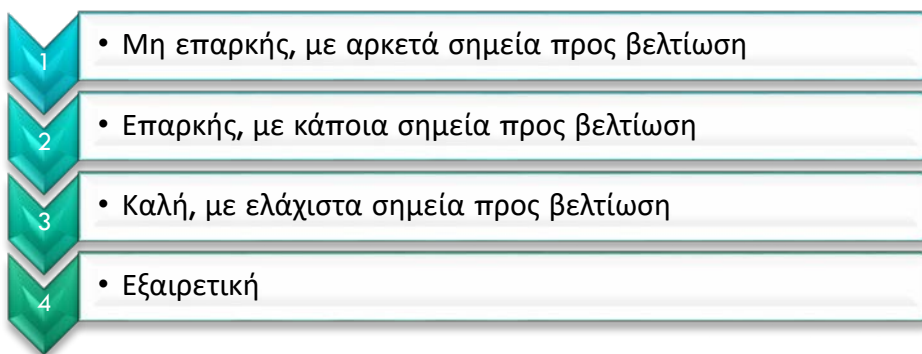 1 • Μη επαρκής, με αρκετά σημεία προς βελτίωση
2 • Επαρκής, με κάποια σημεία προς βελτίωση
3 • Καλή, με ελάχιστα σημεία προς βελτίωση
4 • Εξαιρετική